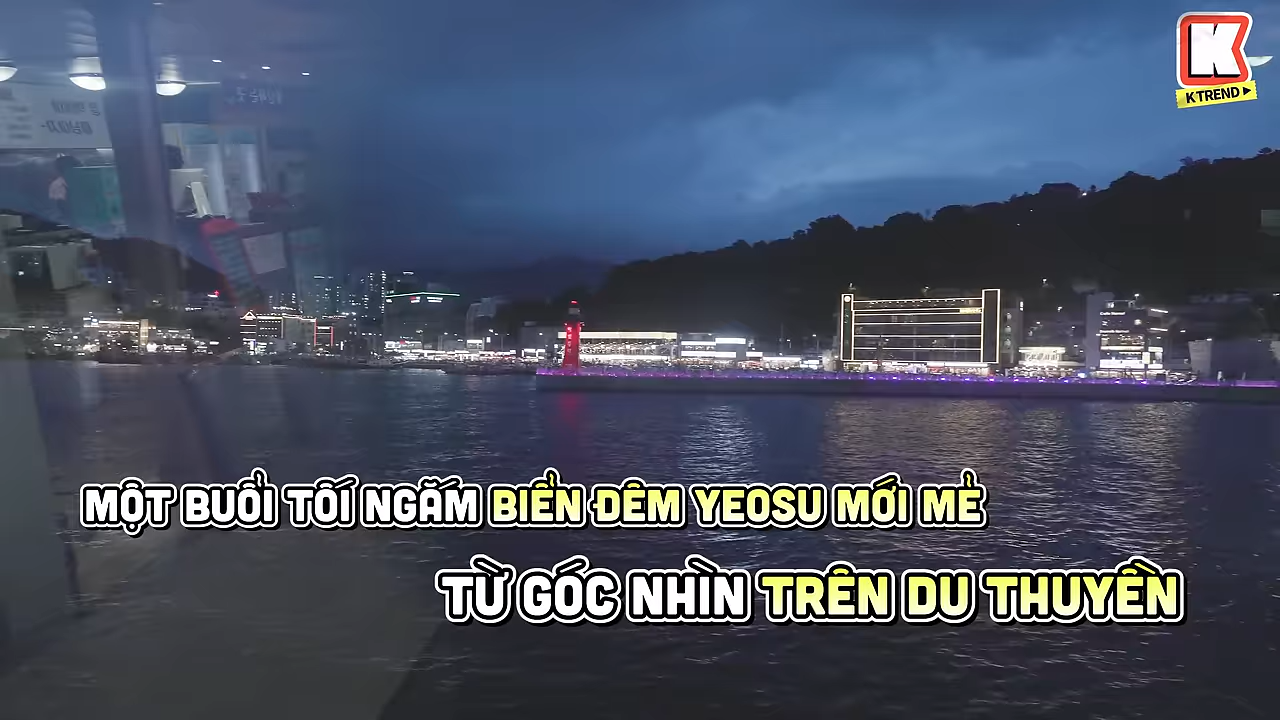 K
K TREND
MỘT BUỔI TỐI NGẮM BIỂN ĐÊM YEOSU MỚI MẺ
TỪ GÓC NHÌN TRÊN DU THUYỀN